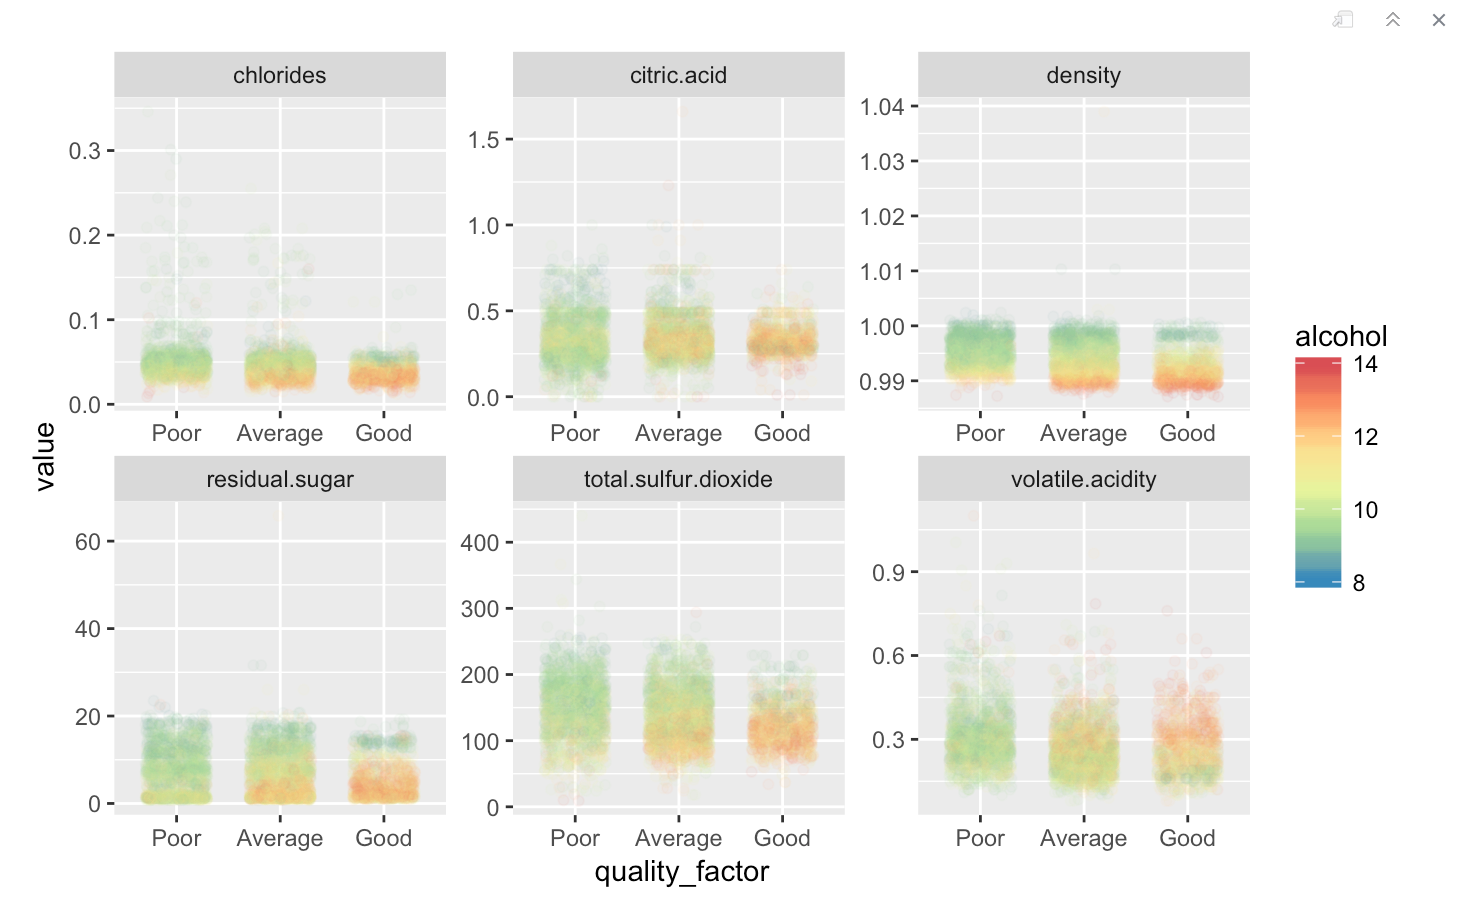 chlorides
citric.acid
density
0.3
0.2
0.1
0.0
1.5
1.0
0.5
0.0
1.04
1.03
1.02
1.01
1.00
0.99
Poor Average Good
Poor Average Good
Poor Average Good
value
residual.sugar
total.sulfur.dioxide
volatile.acidity
60
40
20
0
400
300
200
100
0
0.9
0.6
0.3
Poor Average Good
Poor Average Good
Poor Average Good
quality_factor
alcohol
14
12
10
8